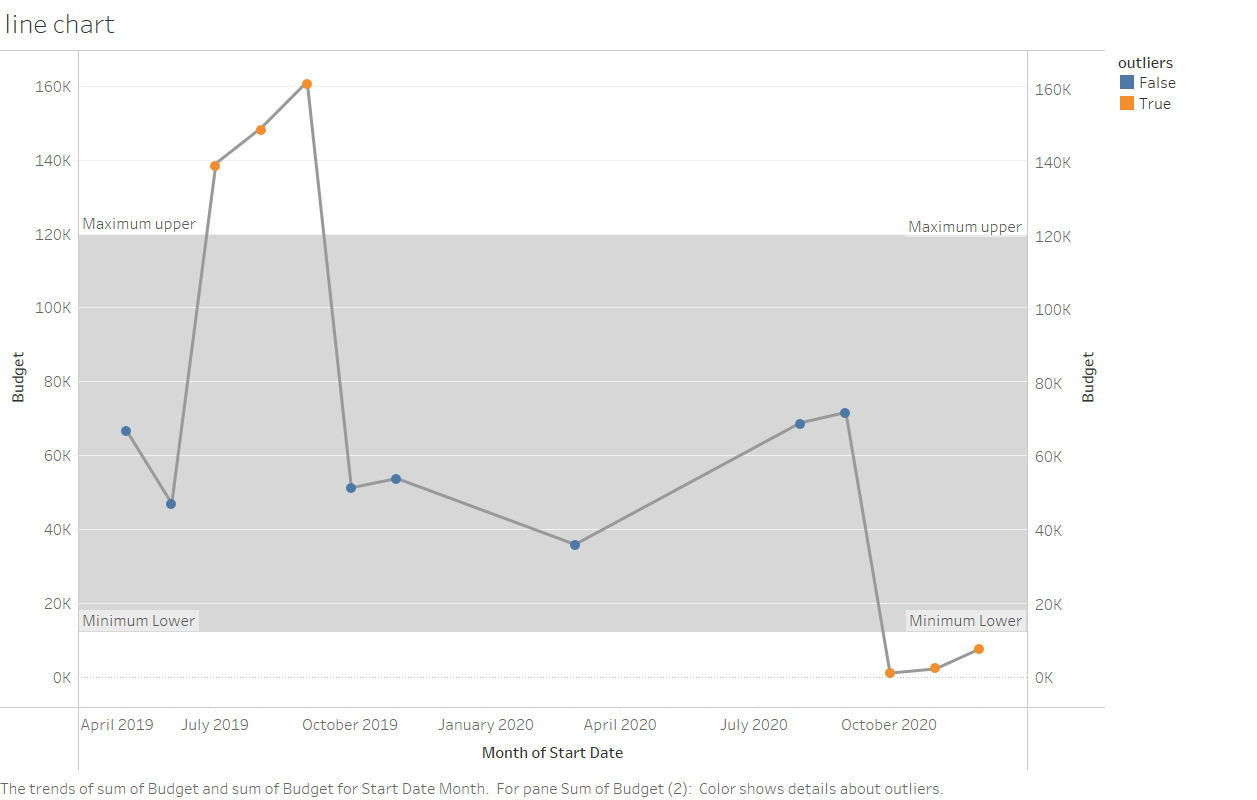 line chart
outliers
False
True
160K
140K
120K
100K
80K
60K
40K
20K
0K
Budget
Maximum upper
Maximum upper
Minimum Lower
Minimum Lower
160K
140K
120K
100K
80K
60K
40K
20K
0K
Budget
April 2019 July 2019 October 2019 January 2020 April 2020 July 2020 October 2020
Month of Start Date
The trends of sum of Budget and sum of Budget for Start Date Month. For pane Sum of Budget (2): Color shows details about outliers.